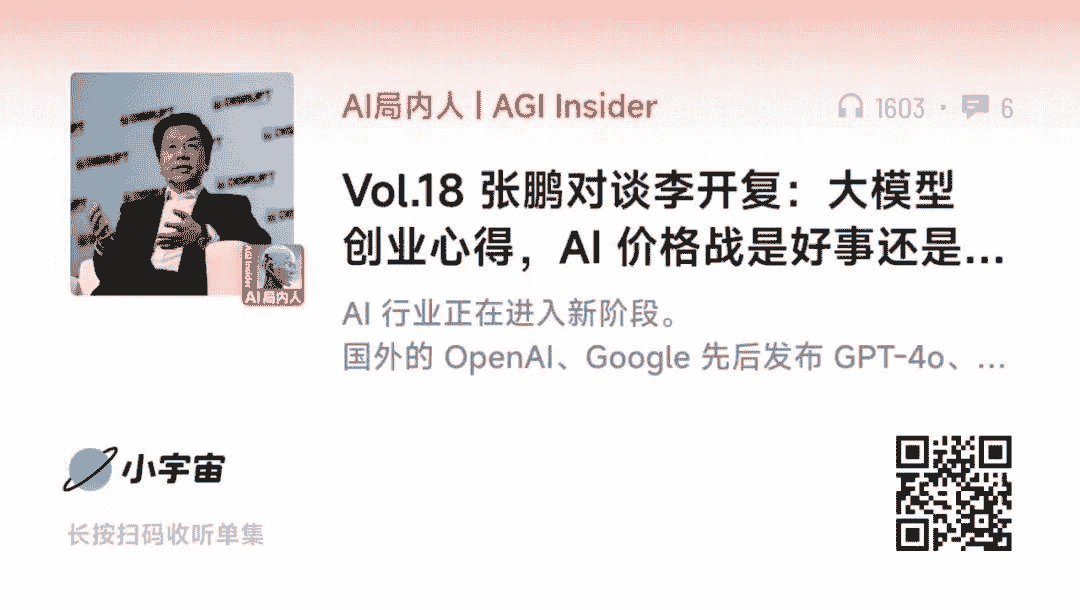 AI局内人 | AGI Insider
1603 · 6
Vol.18 张鹏对谈李开复：大模型
创业心得，AI 价格战是好事还是...
AI 行业正在进入新阶段。
国外的 OpenAI、Google 先后发布 GPT-4o、...
AGI Insider
AI局内人
小宇宙
长按扫码收听单集